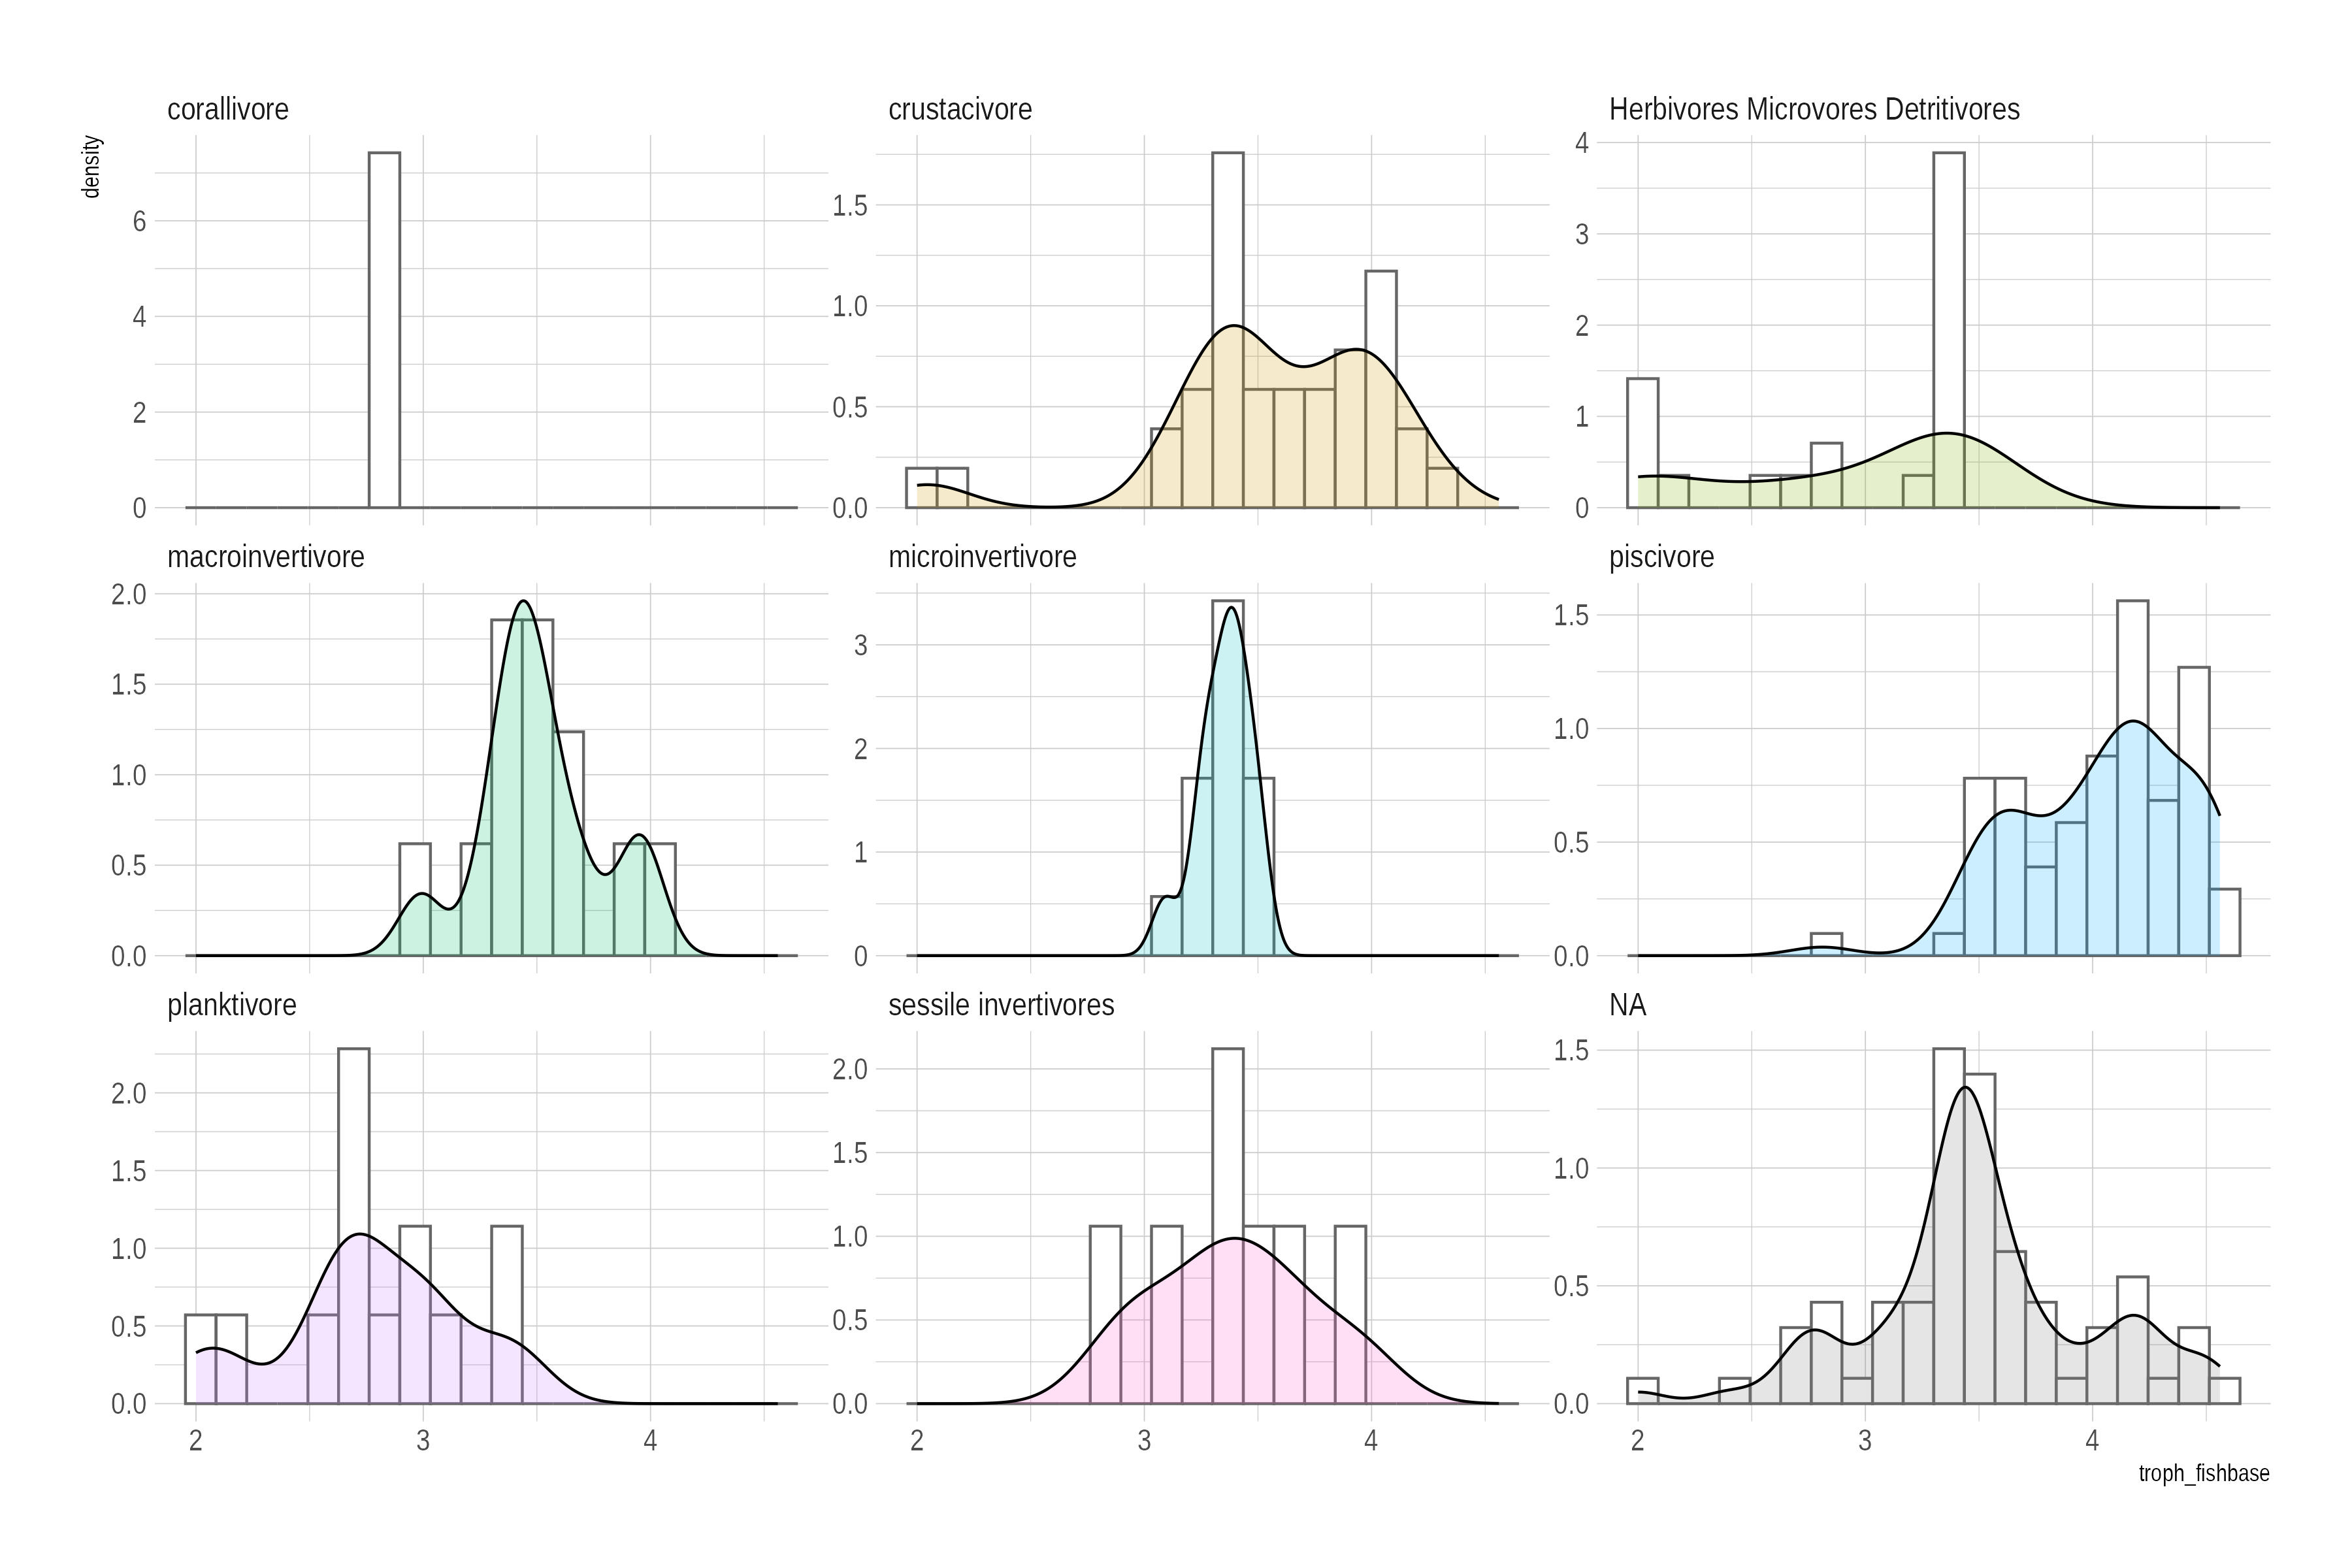 corallivore
crustacivore
Herbivores Microvores Detritivores
density
6
4
2
0
1.5
1.0
0.5
0.0
4
3
2
1
0
macroinvertivore
microinvertivore
piscivore
2.0
1.5
1.0
0.5
0.0
3
2
1
0
1.5
1.0
0.5
0.0
planktivore
sessile invertivores
NA
2.0
1.5
1.0
0.5
0.0
2.0
1.5
1.0
0.5
0.0
1.5
1.0
0.5
0.0
2 3 4
2 3 4
2 3 4
troph_fishbase